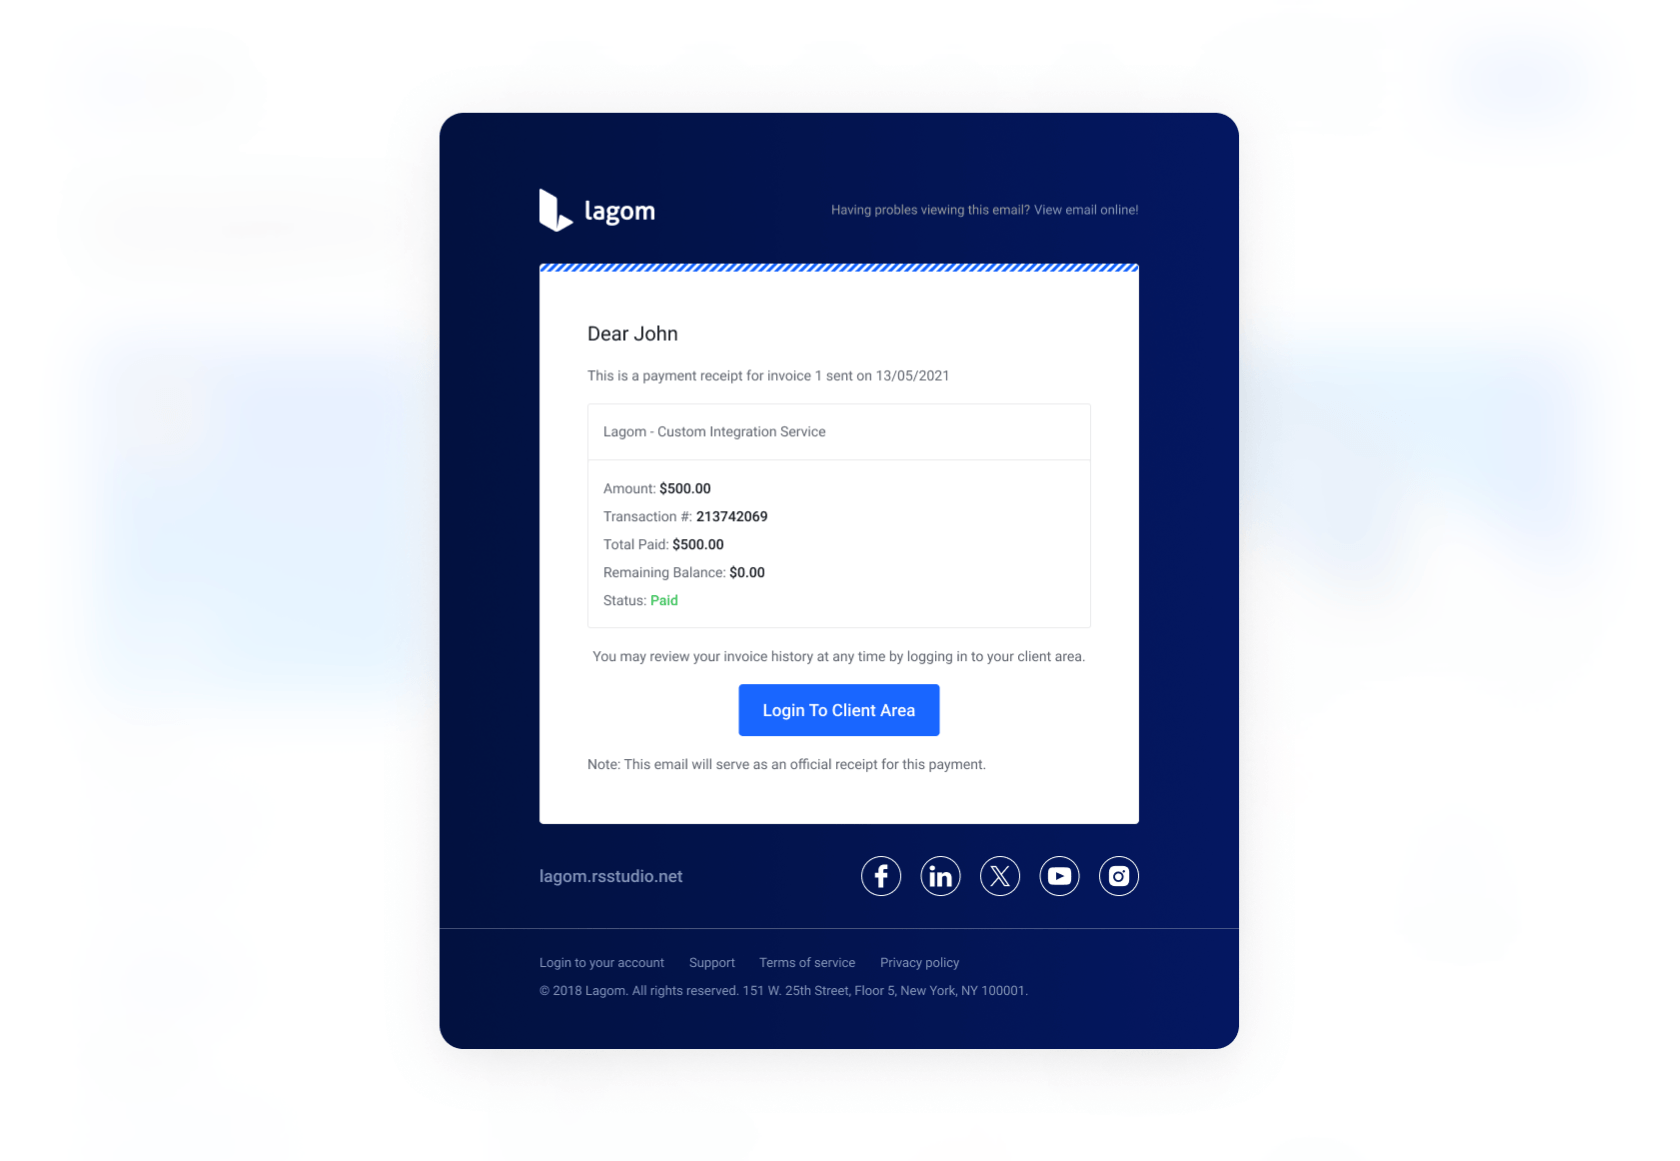 lagom
Having probles viewing this email? View email online!
Dear John
This is a payment receipt for invoice 1 sent on 13/05/2021
Lagom - Custom Integration Service
Amount: $500.00
Transaction #: 213742069
Total Paid: $500.00
Remaining Balance: $0.00
Status: Paid
You may review your invoice history at any time by logging in to your client area.
Login To Client Area
Note: This email will serve as an official receipt for this payment.
lagom.rsstudio.net
Login to your account Support Terms of service Privacy policy
© 2018 Lagom. All rights reserved. 151 W. 25th Street, Floor 5, New York, NY 100001.